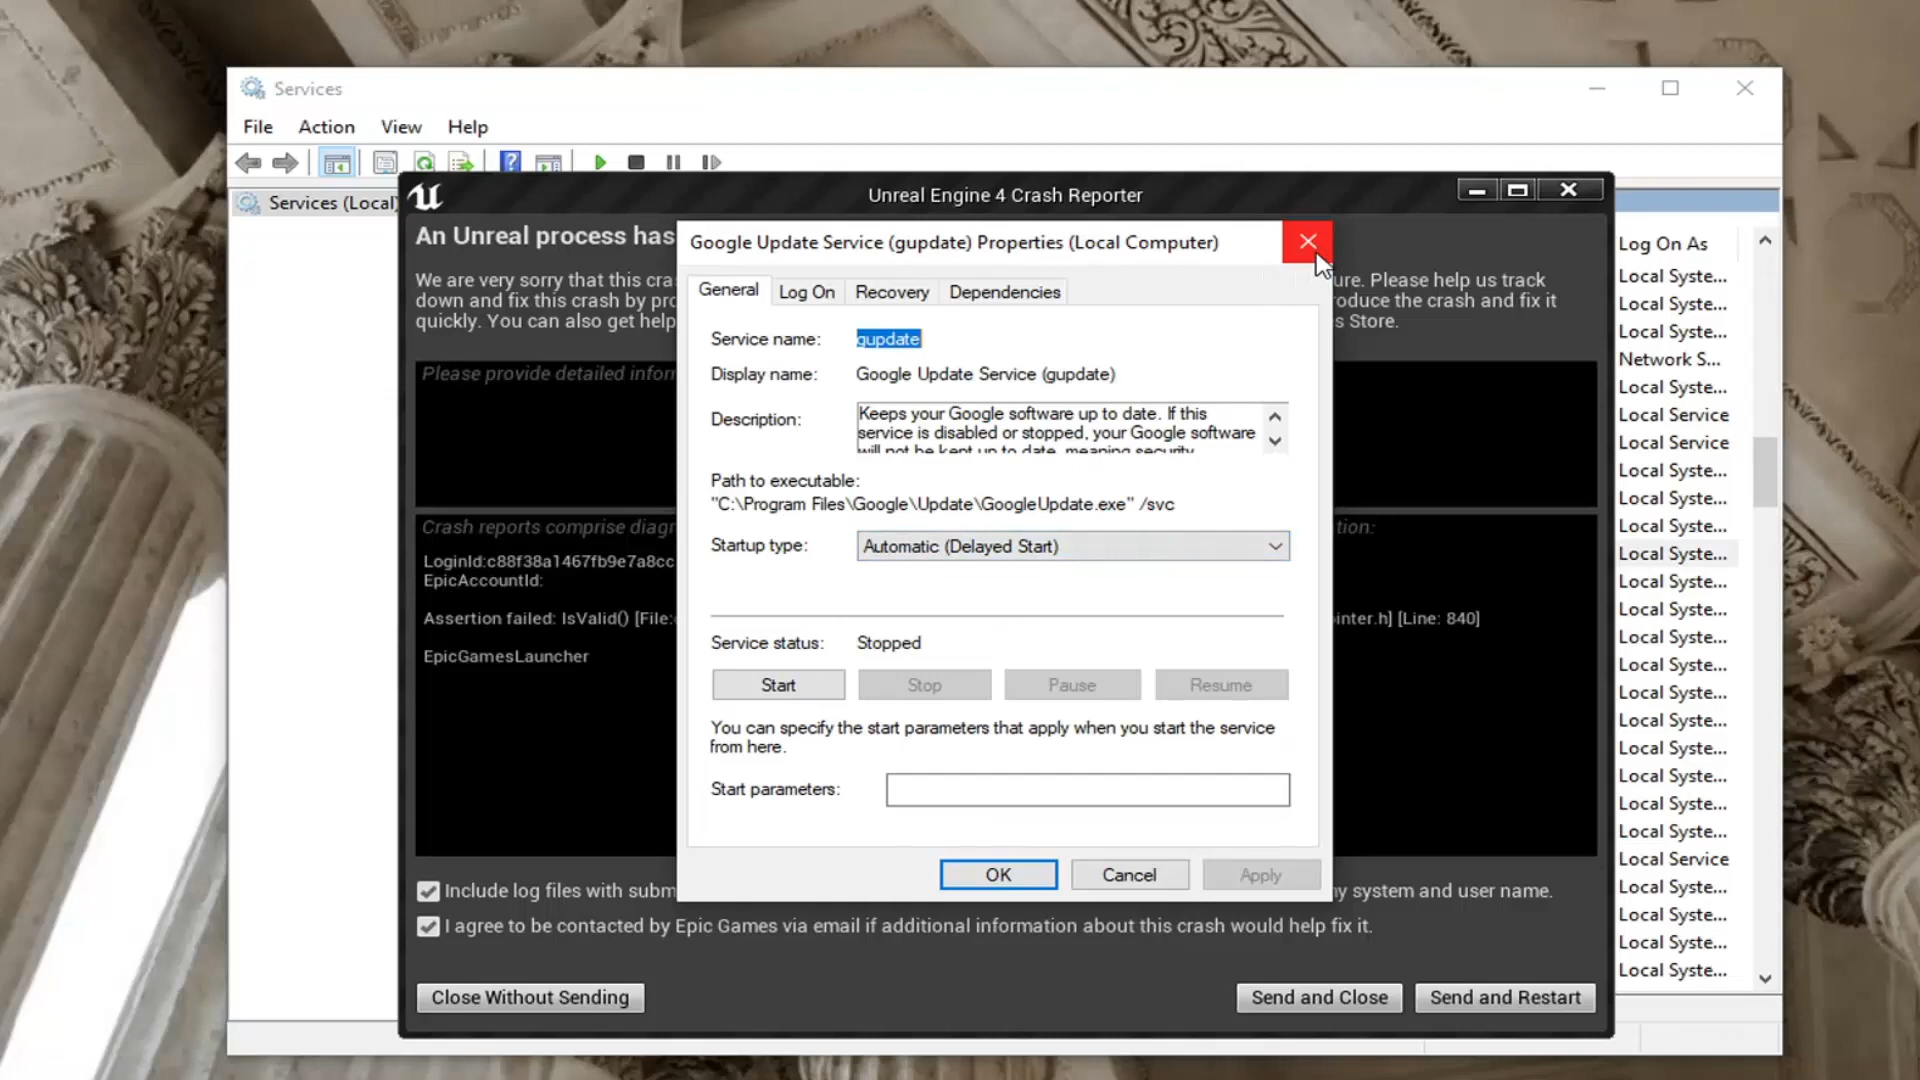 Services
File Action View Help
Services (Local)
Unreal Engine 4 Crash Reporter
An Unreal process has
We are very sorry that this cra
ure. Please help us track
down and fix this crash by pro
oduce the crash and fix it
quickly. You can also get help
s Store.
Please provide detailed inform
Crash reports comprise diagr
tion:
LoginId:c88f38a1467fb9e7a8cc
EpicAccountId:
Assertion failed: IsValid() [File:
inter.h] [Line: 840]
EpicGamesLauncher
Include log files with subm
ny system and user name.
I agree to be contacted by Epic Games via email if additional information about this crash would help fix it.
Close Without Sending
Send and Close
Send and Restart
Google Update Service (gupdate) Properties (Local Computer)
General Log On Recovery Dependencies
Service name: gupdate
Display name: Google Update Service (gupdate)
Description: Keeps your Google software up to date. If this
service is disabled or stopped, your Google software
will not be kept up to date, meaning security
Path to executable:
"C:\Program Files\Google\Update\GoogleUpdate.exe" /svc
Startup type: Automatic (Delayed Start)
Service status: Stopped
Start Stop Pause Resume
You can specify the start parameters that apply when you start the service
from here.
Start parameters:
OK Cancel Apply
Log On As
Local Syste...
Local Syste...
Local Syste...
Network S...
Local Syste...
Local Service
Local Service
Local Syste...
Local Syste...
Local Syste...
Local Syste...
Local Syste...
Local Syste...
Local Syste...
Local Syste...
Local Syste...
Local Syste...
Local Syste...
Local Syste...
Local Syste...
Local Syste...
Local Service
Local Syste...
Local Syste...
Local Syste...
Local Syste...